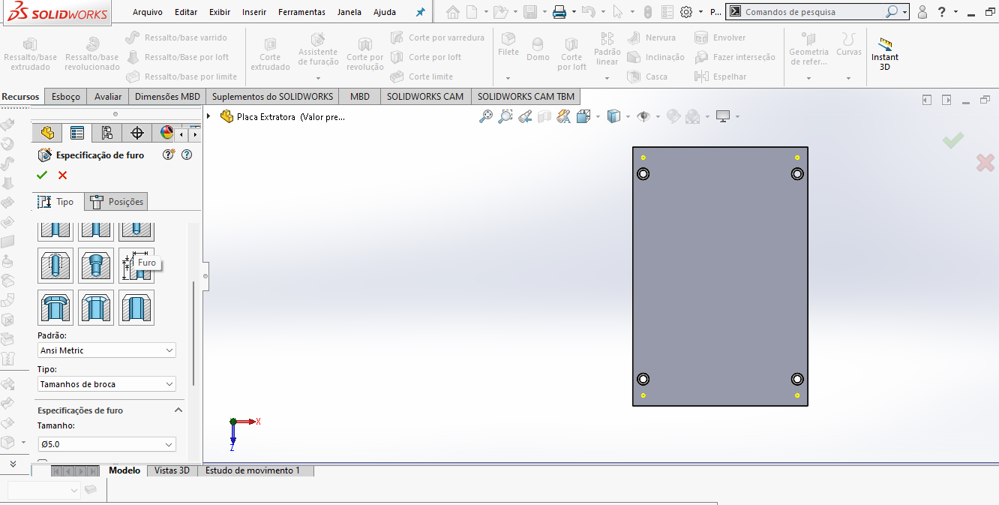 SOLIDWORKS
Arquivo Editar Exibir Inserir Ferramentas Janela Ajuda
P... Comandos de pesquisa
Ressalto/base extrudado
Ressalto/base revolucionado
Ressalto/base varrido
Ressalto/Base por loft
Ressalto/base por limite
Corte extrudado
Assistente de furação
Corte por revolução
Corte por varredura
Corte por loft
Corte limite
Filete
Domo
Corte por loft
Padrão linear
Nervura
Inclinação
Casca
Envolver
Fazer interseção
Espelhar
Geometria de refer...
Curvas
Instant 3D
Recursos Esboço Avaliar Dimensões MBD Suplementos do SOLIDWORKS MBD SOLIDWORKS CAM SOLIDWORKS CAM TBM
Placa Extratora (Valor pre...
Especificação de furo
Tipo Posições
Furo
Padrão:
Ansi Metric
Tipo:
Tamanhos de broca
Especificações de furo
Tamanho:
Ø5.0
X
Z
Modelo Vistas 3D Estudo de movimento 1